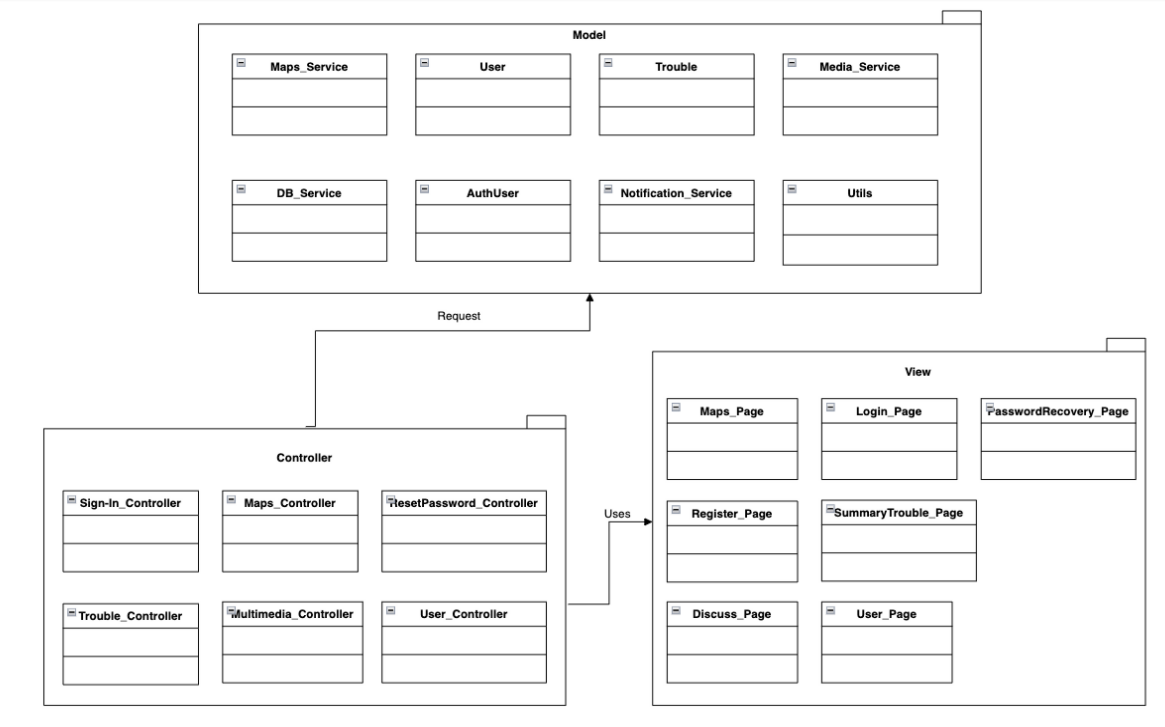 Model
Maps_Service
User
Trouble
Media_Service
DB_Service
AuthUser
Notification_Service
Utils
Request
View
Maps_Page
Login_Page
PasswordRecovery_Page
Controller
Sign-In_Controller
Maps_Controller
ResetPassword_Controller
Uses
Register_Page
SummaryTrouble_Page
Trouble_Controller
Multimedia_Controller
User_Controller
Discuss_Page
User_Page